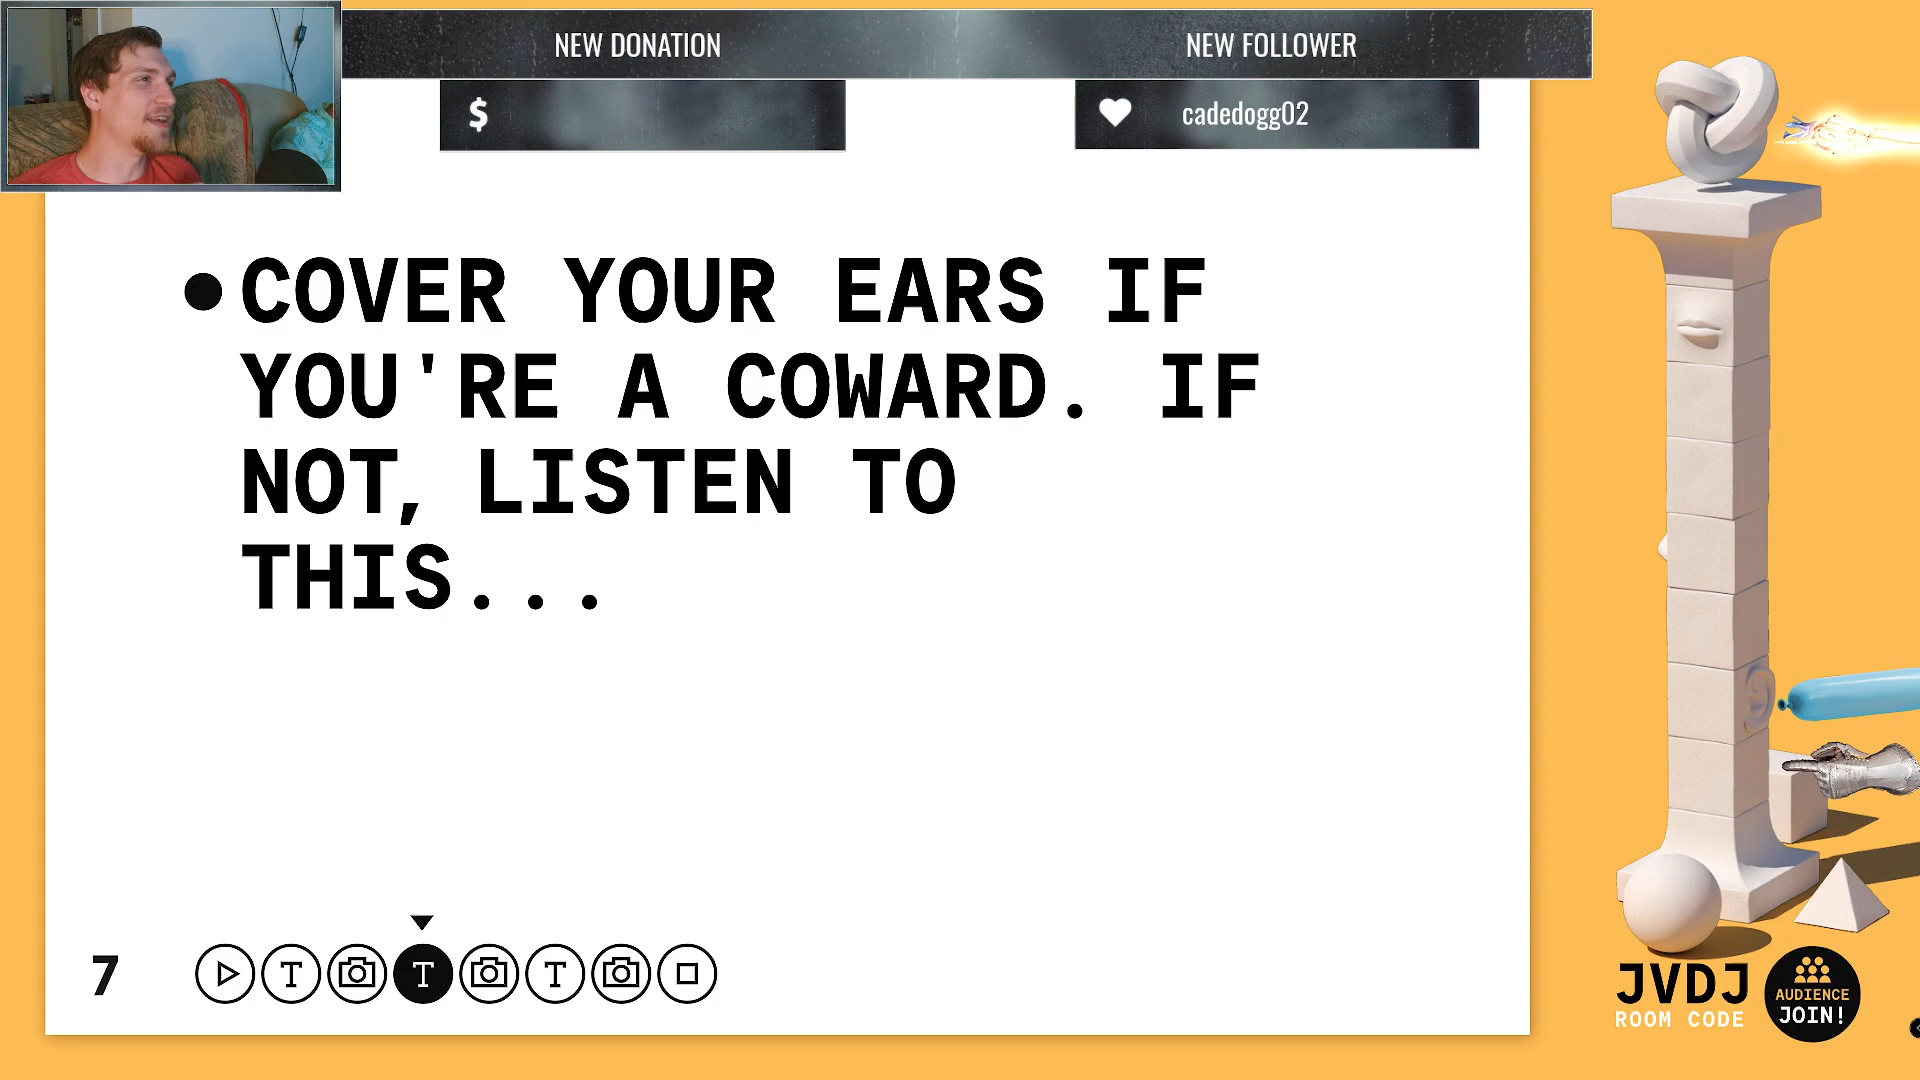 NEW DONATION
NEW FOLLOWER
$
cadedogg02
COVER YOUR EARS IF
YOU'RE A COWARD. IF
NOT, LISTEN TO
THIS...
7
T
T
T
JVDJ
ROOM CODE
AUDIENCE
JOIN!